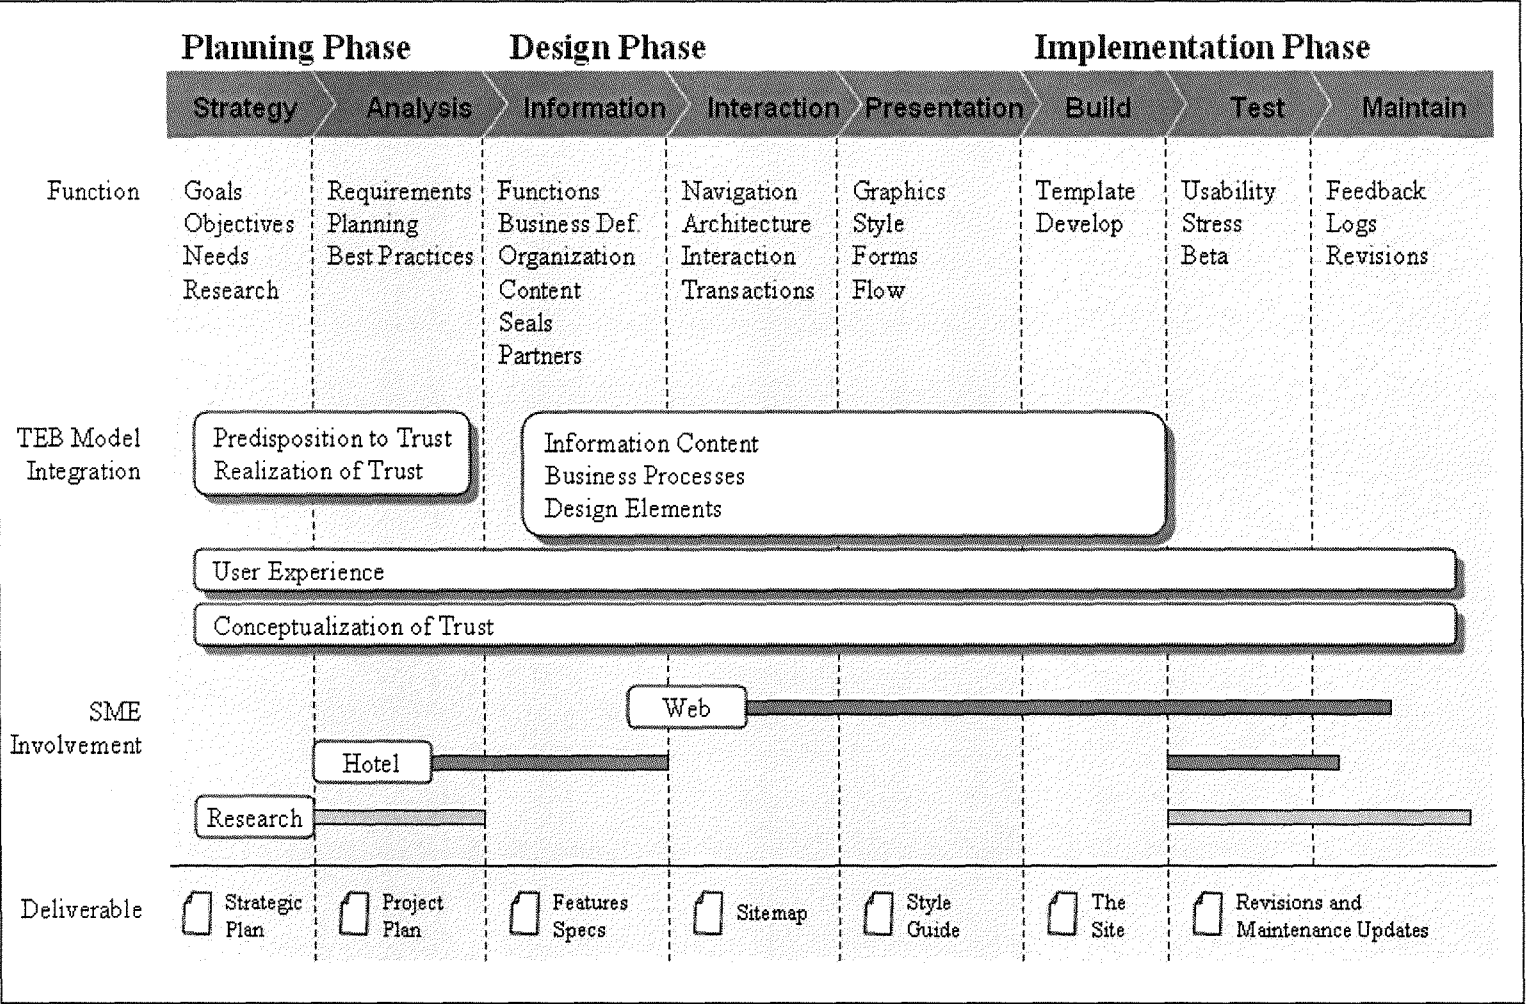 Planning Phase
Design Phase
Implementation Phase
Strategy
Analysis
Information
Interaction
Presentation
Build
Test
Maintain
Function
Goals
Objectives
Needs
Research
Requirements
Planning
Best Practices
Functions
Business Def.
Organization
Content
Seals
Partners
Navigation
Architecture
Interaction
Transactions
Graphics
Style
Forms
Flow
Template
Develop
Usability
Stress
Beta
Feedback
Logs
Revisions
TEB Model
Integration
Predisposition to Trust
Realization of Trust
Information Content
Business Processes
Design Elements
User Experience
Conceptualization of Trust
SME
Involvement
Web
Hotel
Research
Deliverable
Strategic
Plan
Project
Plan
Features
Specs
Sitemap
Style
Guide
The
Site
Revisions and
Maintenance Updates